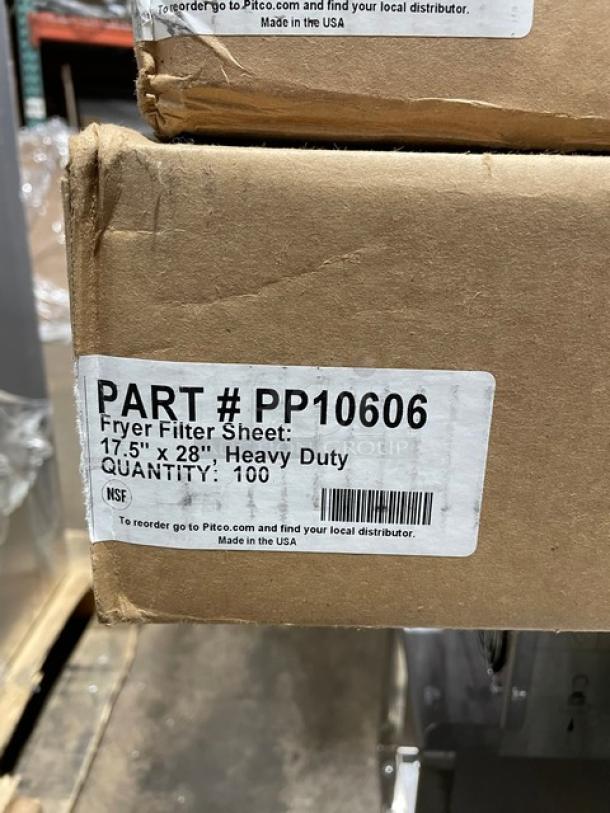 To reorder go to Pitco.com and find your local distributor.
Made in the USA
PART # PP10606
Fryer Filter Sheet:
17.5" x 28", Heavy Duty
QUANTITY: 100
NSF
To reorder go to Pitco.com and find your local distributor.
Made in the USA